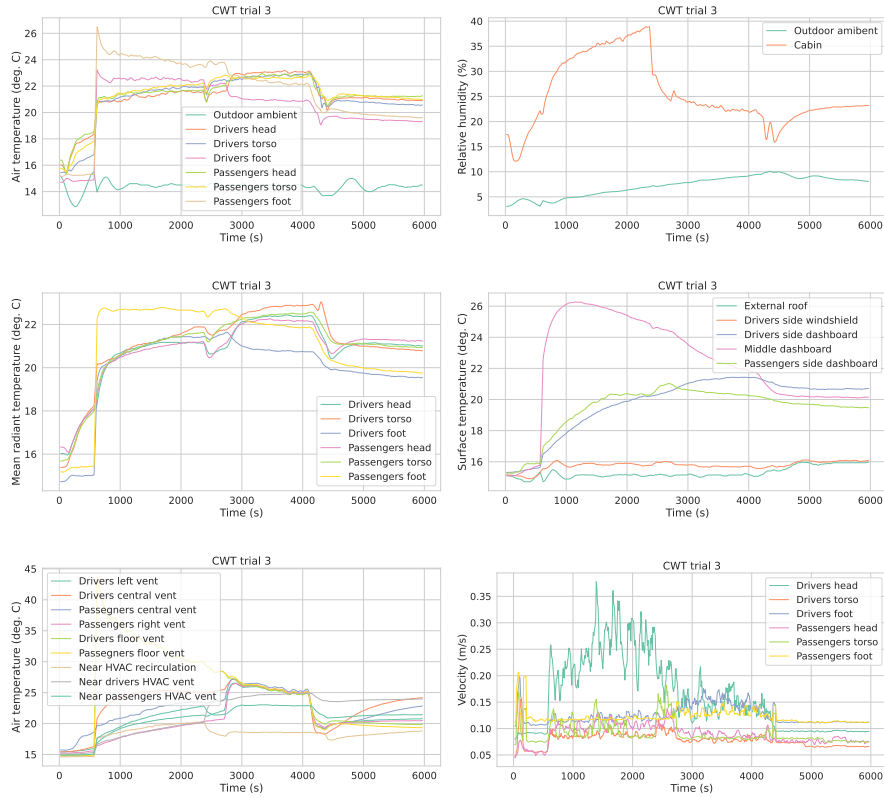 CWT trial 3
Air temperature (deg. C)
26
24
22
20
18
16
14
Outdoor ambient
Drivers head
Drivers torso
Drivers foot
Passengers head
Passengers torso
Passengers foot
0 1000 2000 3000 4000 5000 6000
Time (s)
CWT trial 3
Relative humidity (%)
40
35
30
25
20
15
10
5
Outdoor amibent
Cabin
0 1000 2000 3000 4000 5000 6000
Time (s)
CWT trial 3
Mean radiant temperature (deg. C)
22
20
18
16
Drivers head
Drivers torso
Drivers foot
Passengers head
Passengers torso
Passengers foot
0 1000 2000 3000 4000 5000 6000
Time (s)
CWT trial 3
Surface temperature (deg. C)
26
24
22
20
18
16
External roof
Drivers side windshield
Drivers side dashboard
Middle dashboard
Passengers side dashboard
0 1000 2000 3000 4000 5000 6000
Time (s)
CWT trial 3
Air temperature (deg. C)
45
40
35
30
25
20
15
Drivers left vent
Drivers central vent
Passegners central vent
Passengers right vent
Drivers floor vent
Passegners floor vent
Near HVAC recirculation
Near drivers HVAC vent
Near passengers HVAC vent
0 1000 2000 3000 4000 5000 6000
Time (s)
CWT trial 3
Velocity (m/s)
0.35
0.30
0.25
0.20
0.15
0.10
0.05
Drivers head
Drivers torso
Drivers foot
Passengers head
Passengers torso
Passengers foot
0 1000 2000 3000 4000 5000 6000
Time (s)